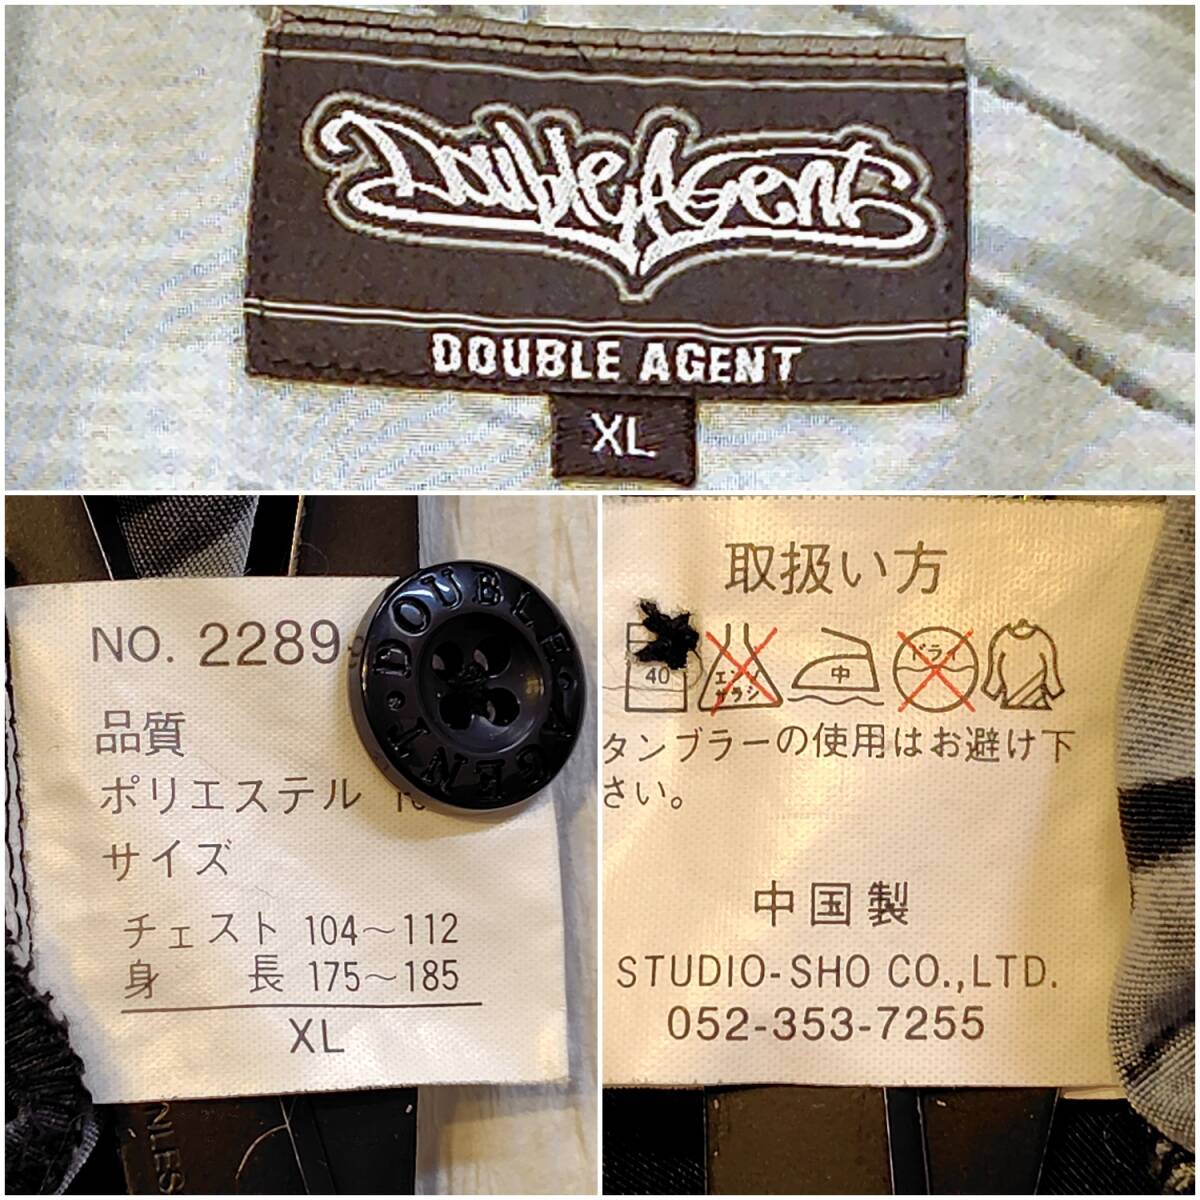 Double Agent
DOUBLE AGENT
XL
NO. 2289
品質
ポリエステル
サイズ
チェスト 104～112
身 長 175～185
XL
DOUBLE AGENT
取扱い方
40
エンソ
サラシ
中
ドライ
タンブラーの使用はお避け下
さい。
中国製
STUDIO-SHO CO.,LTD.
052-353-7255